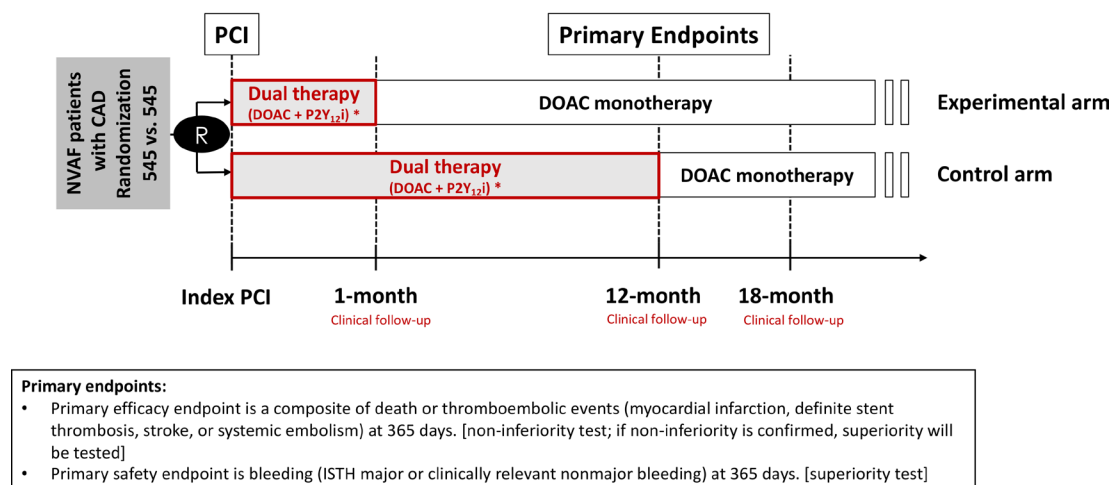 PCI
Primary Endpoints
NVAF patients
with CAD
Randomization
545 vs. 545
R
Dual therapy
(DOAC + P2Y₁₂i) *
DOAC monotherapy
Experimental arm
Dual therapy
(DOAC + P2Y₁₂i) *
DOAC monotherapy
Control arm
Index PCI
1-month
Clinical follow-up
12-month
Clinical follow-up
18-month
Clinical follow-up
Primary endpoints:
• Primary efficacy endpoint is a composite of death or thromboembolic events (myocardial infarction, definite stent
thrombosis, stroke, or systemic embolism) at 365 days. [non-inferiority test; if non-inferiority is confirmed, superiority will
be tested]
• Primary safety endpoint is bleeding (ISTH major or clinically relevant nonmajor bleeding) at 365 days. [superiority test]